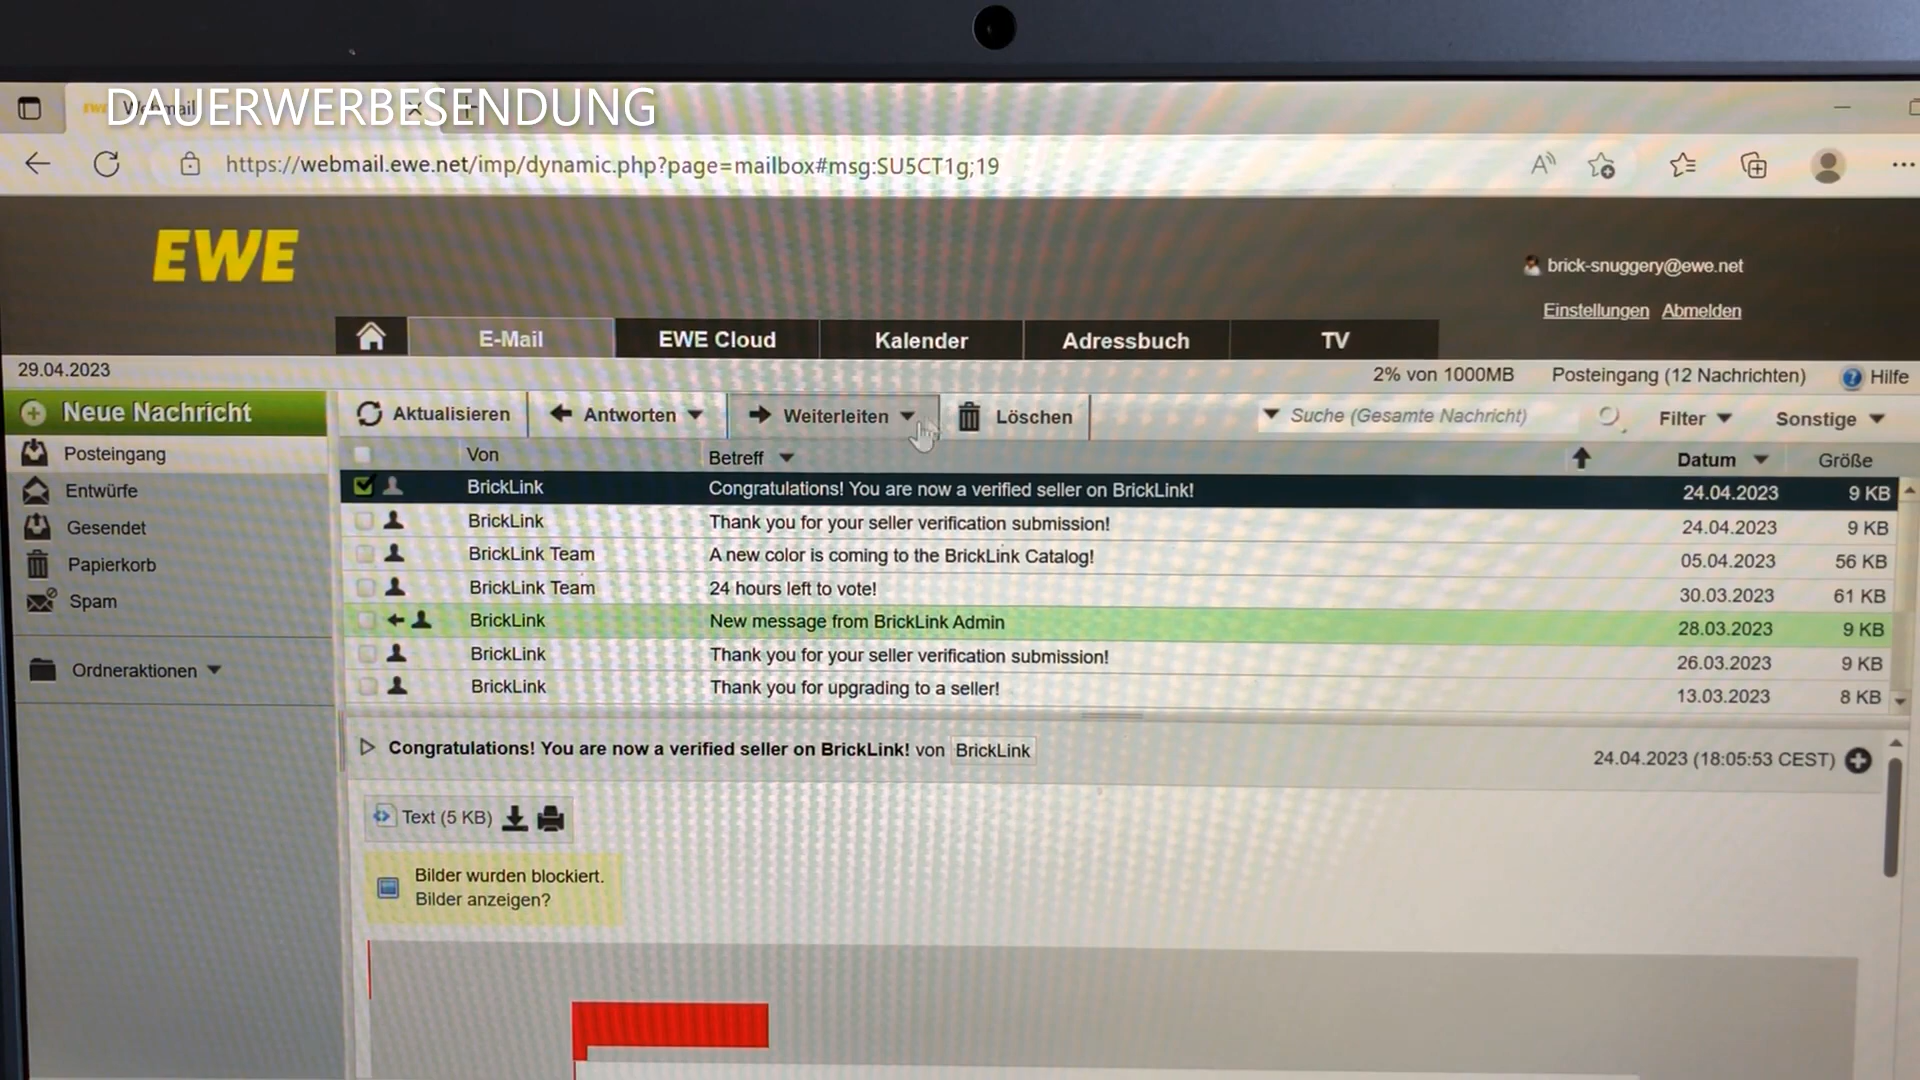 DAUERWERBESENDUNG
https://webmail.ewe.net/imp/dynamic.php?page=mailbox#msg:SU5CT1g;19
EWE
brick-snuggery@ewe.net
Einstellungen Abmelden
E-Mail EWE Cloud Kalender Adressbuch TV
29.04.2023 2% von 1000MB Posteingang (12 Nachrichten) Hilfe
Neue Nachricht Aktualisieren Antworten Weiterleiten Löschen Suche (Gesamte Nachricht) Filter Sonstige
Posteingang
Entwürfe
Gesendet
Papierkorb
Spam
Ordneraktionen
Von Betreff Datum Größe
BrickLink Congratulations! You are now a verified seller on BrickLink! 24.04.2023 9 KB
BrickLink Thank you for your seller verification submission! 24.04.2023 9 KB
BrickLink Team A new color is coming to the BrickLink Catalog! 05.04.2023 56 KB
BrickLink Team 24 hours left to vote! 30.03.2023 61 KB
BrickLink New message from BrickLink Admin 28.03.2023 9 KB
BrickLink Thank you for your seller verification submission! 26.03.2023 9 KB
BrickLink Thank you for upgrading to a seller! 13.03.2023 8 KB
Congratulations! You are now a verified seller on BrickLink! von BrickLink 24.04.2023 (18:05:53 CEST)
Text (5 KB)
Bilder wurden blockiert.
Bilder anzeigen?